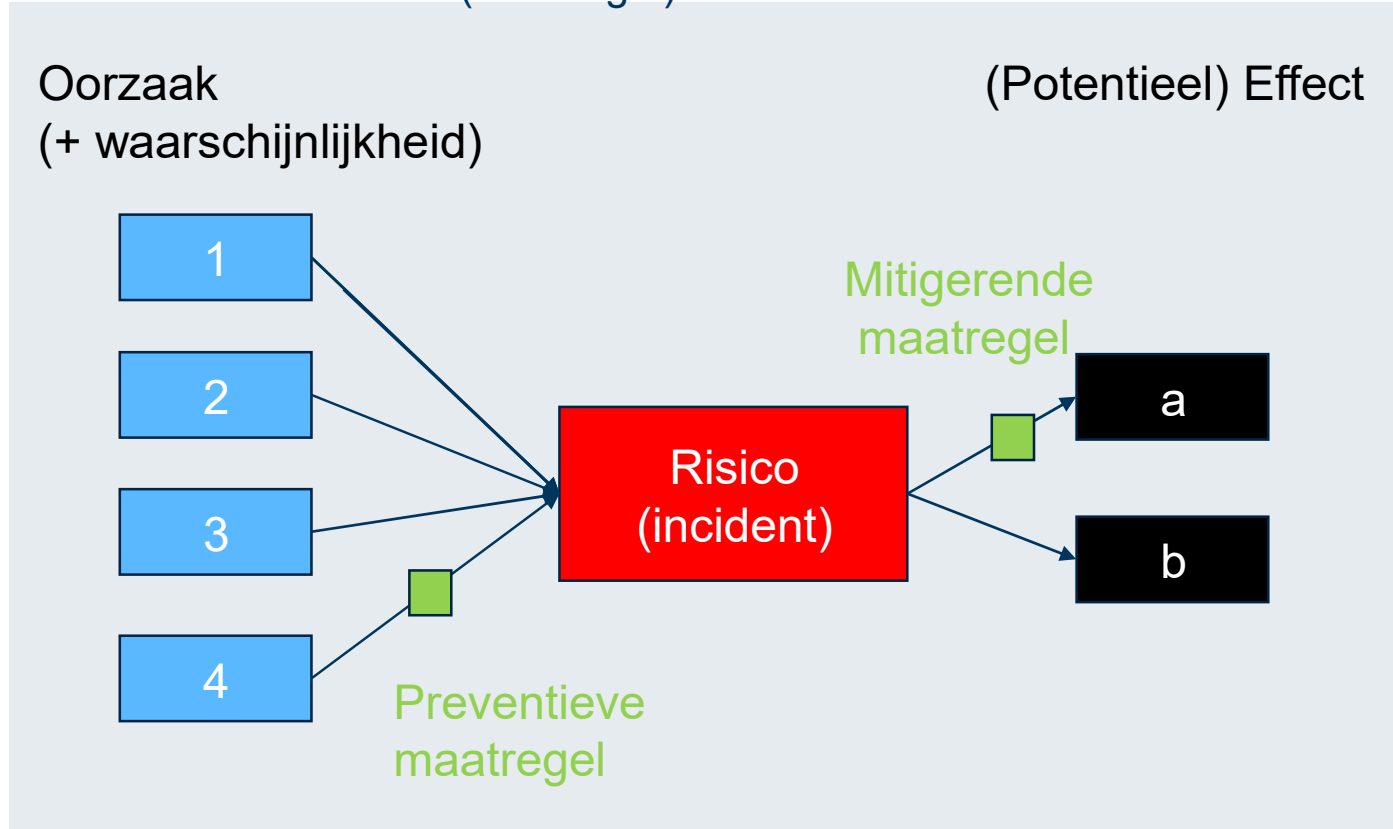 Oorzaak
(+ waarschijnlijkheid)
(Potentieel) Effect
1
2
3
4
Risico
(incident)
Mitigerende
maatregel
a
b
Preventieve
maatregel